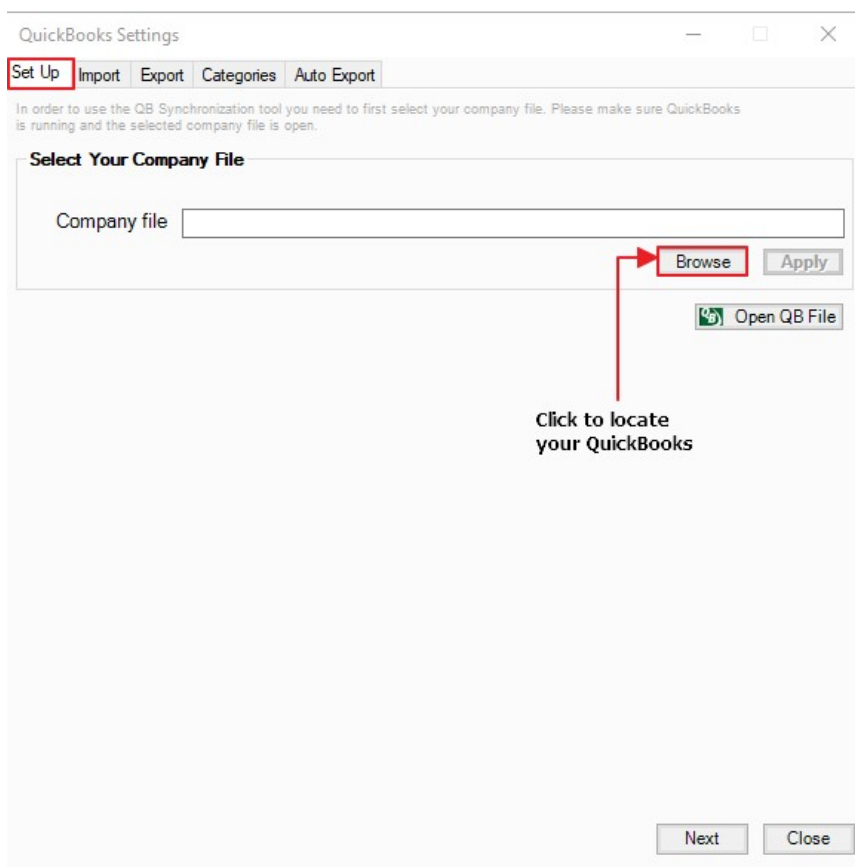 QuickBooks Settings
Set Up Import Export Categories Auto Export
In order to use the QB Synchronization tool you need to first select your company file. Please make sure QuickBooks
is running and the selected company file is open.
Select Your Company File
Company file
Browse Apply
QB Open QB File
Click to locate
your QuickBooks
Next Close